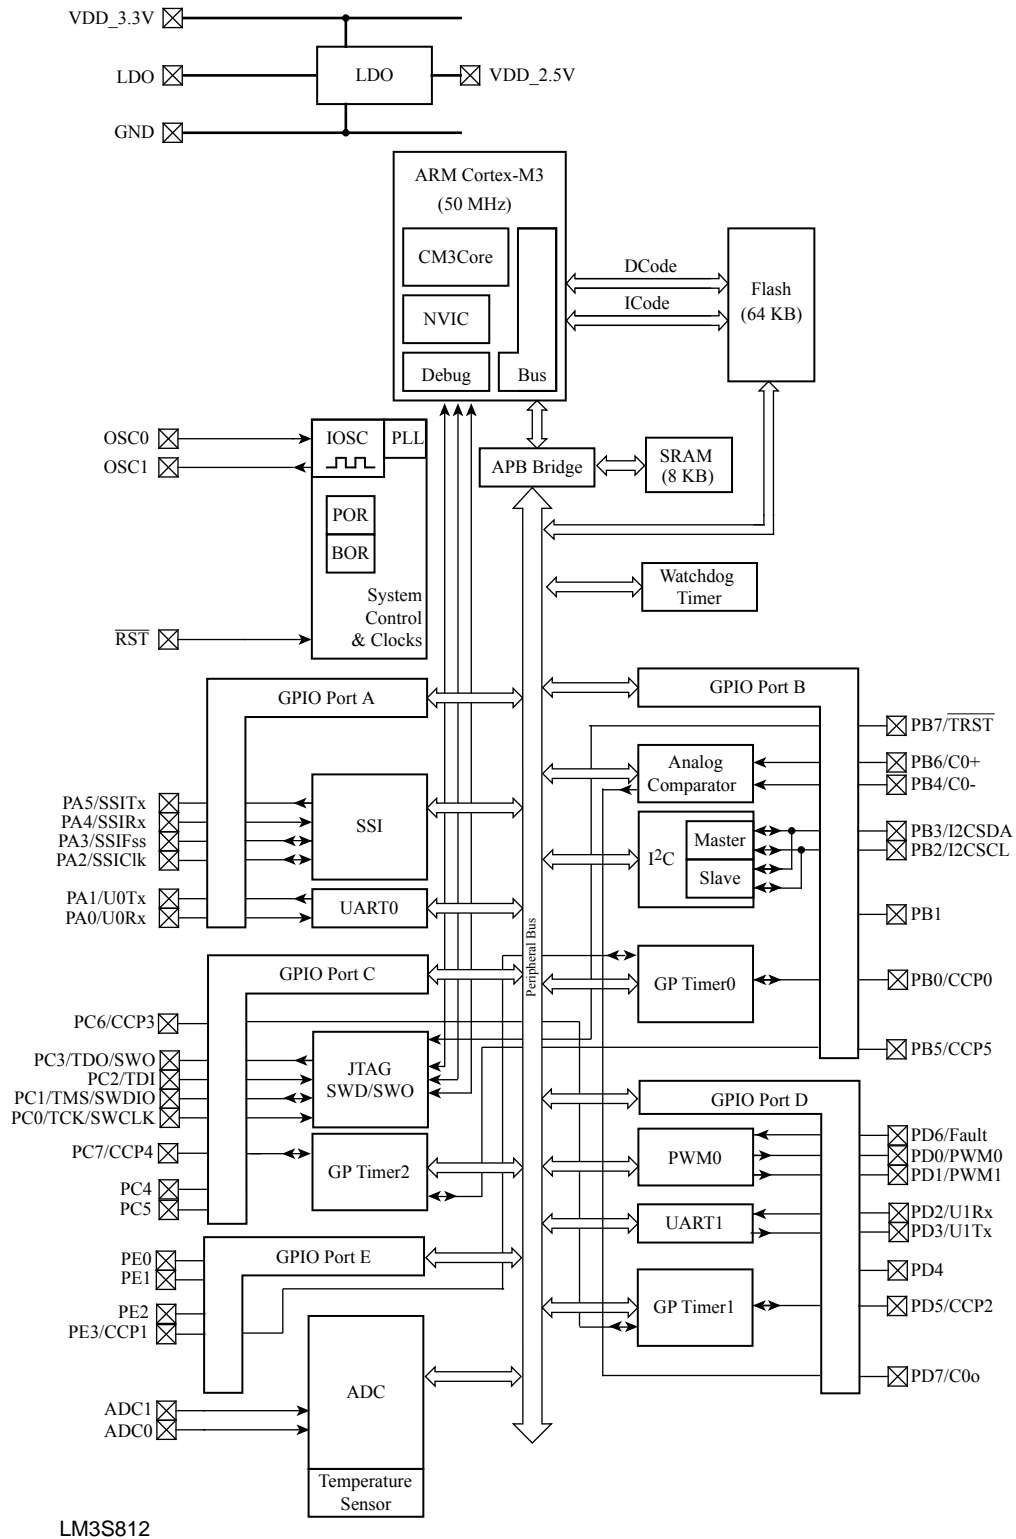 VDD_3.3V
LDO
LDO
VDD_2.5V
GND
ARM Cortex-M3
(50 MHz)
CM3Core
NVIC
Debug
Bus
DCode
ICode
Flash
(64 KB)
OSC0
OSC1
IOSC
PLL
POR
BOR
System
Control
& Clocks
RST
APB Bridge
SRAM
(8 KB)
Watchdog
Timer
Peripheral Bus
GPIO Port A
PA5/SSITx
PA4/SSIRx
PA3/SSIFss
PA2/SSIClk
SSI
PA1/U0Tx
PA0/U0Rx
UART0
GPIO Port B
PB7/TRST
Analog
Comparator
PB6/C0+
PB4/C0-
I²C
Master
Slave
PB3/I2CSDA
PB2/I2CSCL
PB1
GP Timer0
PB0/CCP0
PB5/CCP5
GPIO Port C
PC6/CCP3
PC3/TDO/SWO
PC2/TDI
PC1/TMS/SWDIO
PC0/TCK/SWCLK
JTAG
SWD/SWO
PC7/CCP4
GP Timer2
PC4
PC5
GPIO Port D
PWM0
PD6/Fault
PD0/PWM0
PD1/PWM1
UART1
PD2/U1Rx
PD3/U1Tx
PD4
GP Timer1
PD5/CCP2
PD7/C0o
GPIO Port E
PE0
PE1
PE2
PE3/CCP1
ADC
ADC1
ADC0
Temperature
Sensor
LM3S812